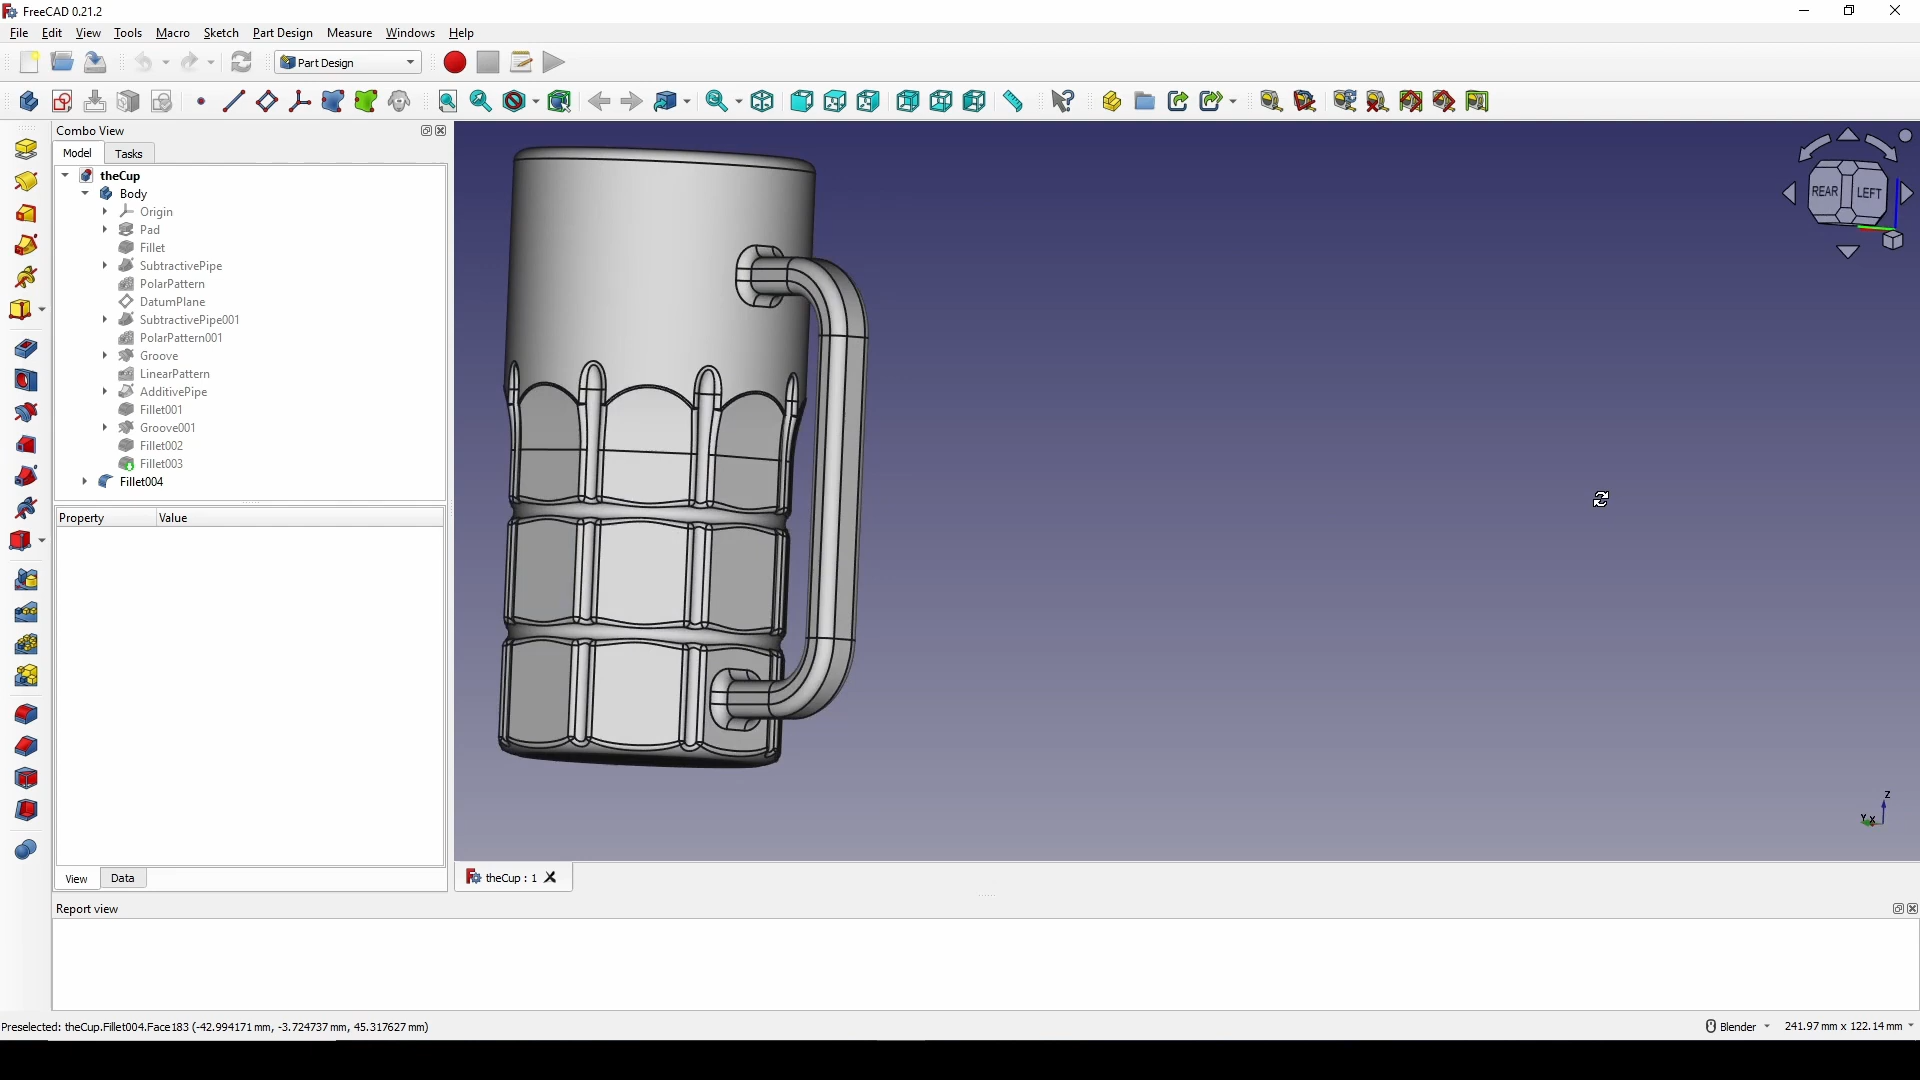 FreeCAD 0.21.2
File Edit View Tools Macro Sketch Part Design Measure Windows Help
Part Design
Combo View
Model Tasks
theCup
Body
Origin
Pad
Fillet
SubtractivePipe
PolarPattern
DatumPlane
SubtractivePipe001
PolarPattern001
Groove
LinearPattern
AdditivePipe
Fillet001
Groove001
Fillet002
Fillet003
Fillet004
Property Value
View Data
REAR LEFT
Z
Y X
theCup : 1
Report view
Preselected: theCup.Fillet004.Face183 (-42.994171 mm, -3.724737 mm, 45.317627 mm)
Blender 241.97 mm x 122.14 mm